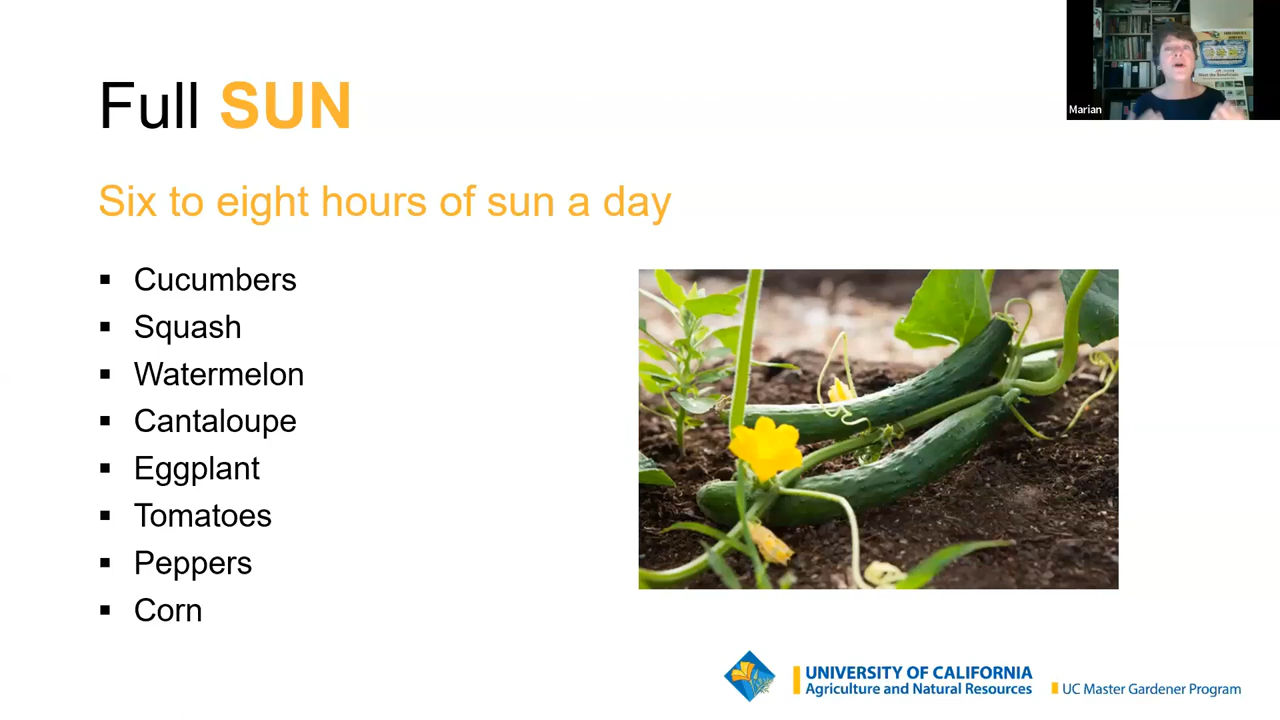 Full SUN
Marian
Six to eight hours of sun a day
▪ Cucumbers
▪ Squash
▪ Watermelon
▪ Cantaloupe
▪ Eggplant
▪ Tomatoes
▪ Peppers
▪ Corn
UNIVERSITY OF CALIFORNIA
Agriculture and Natural Resources
UC Master Gardener Program